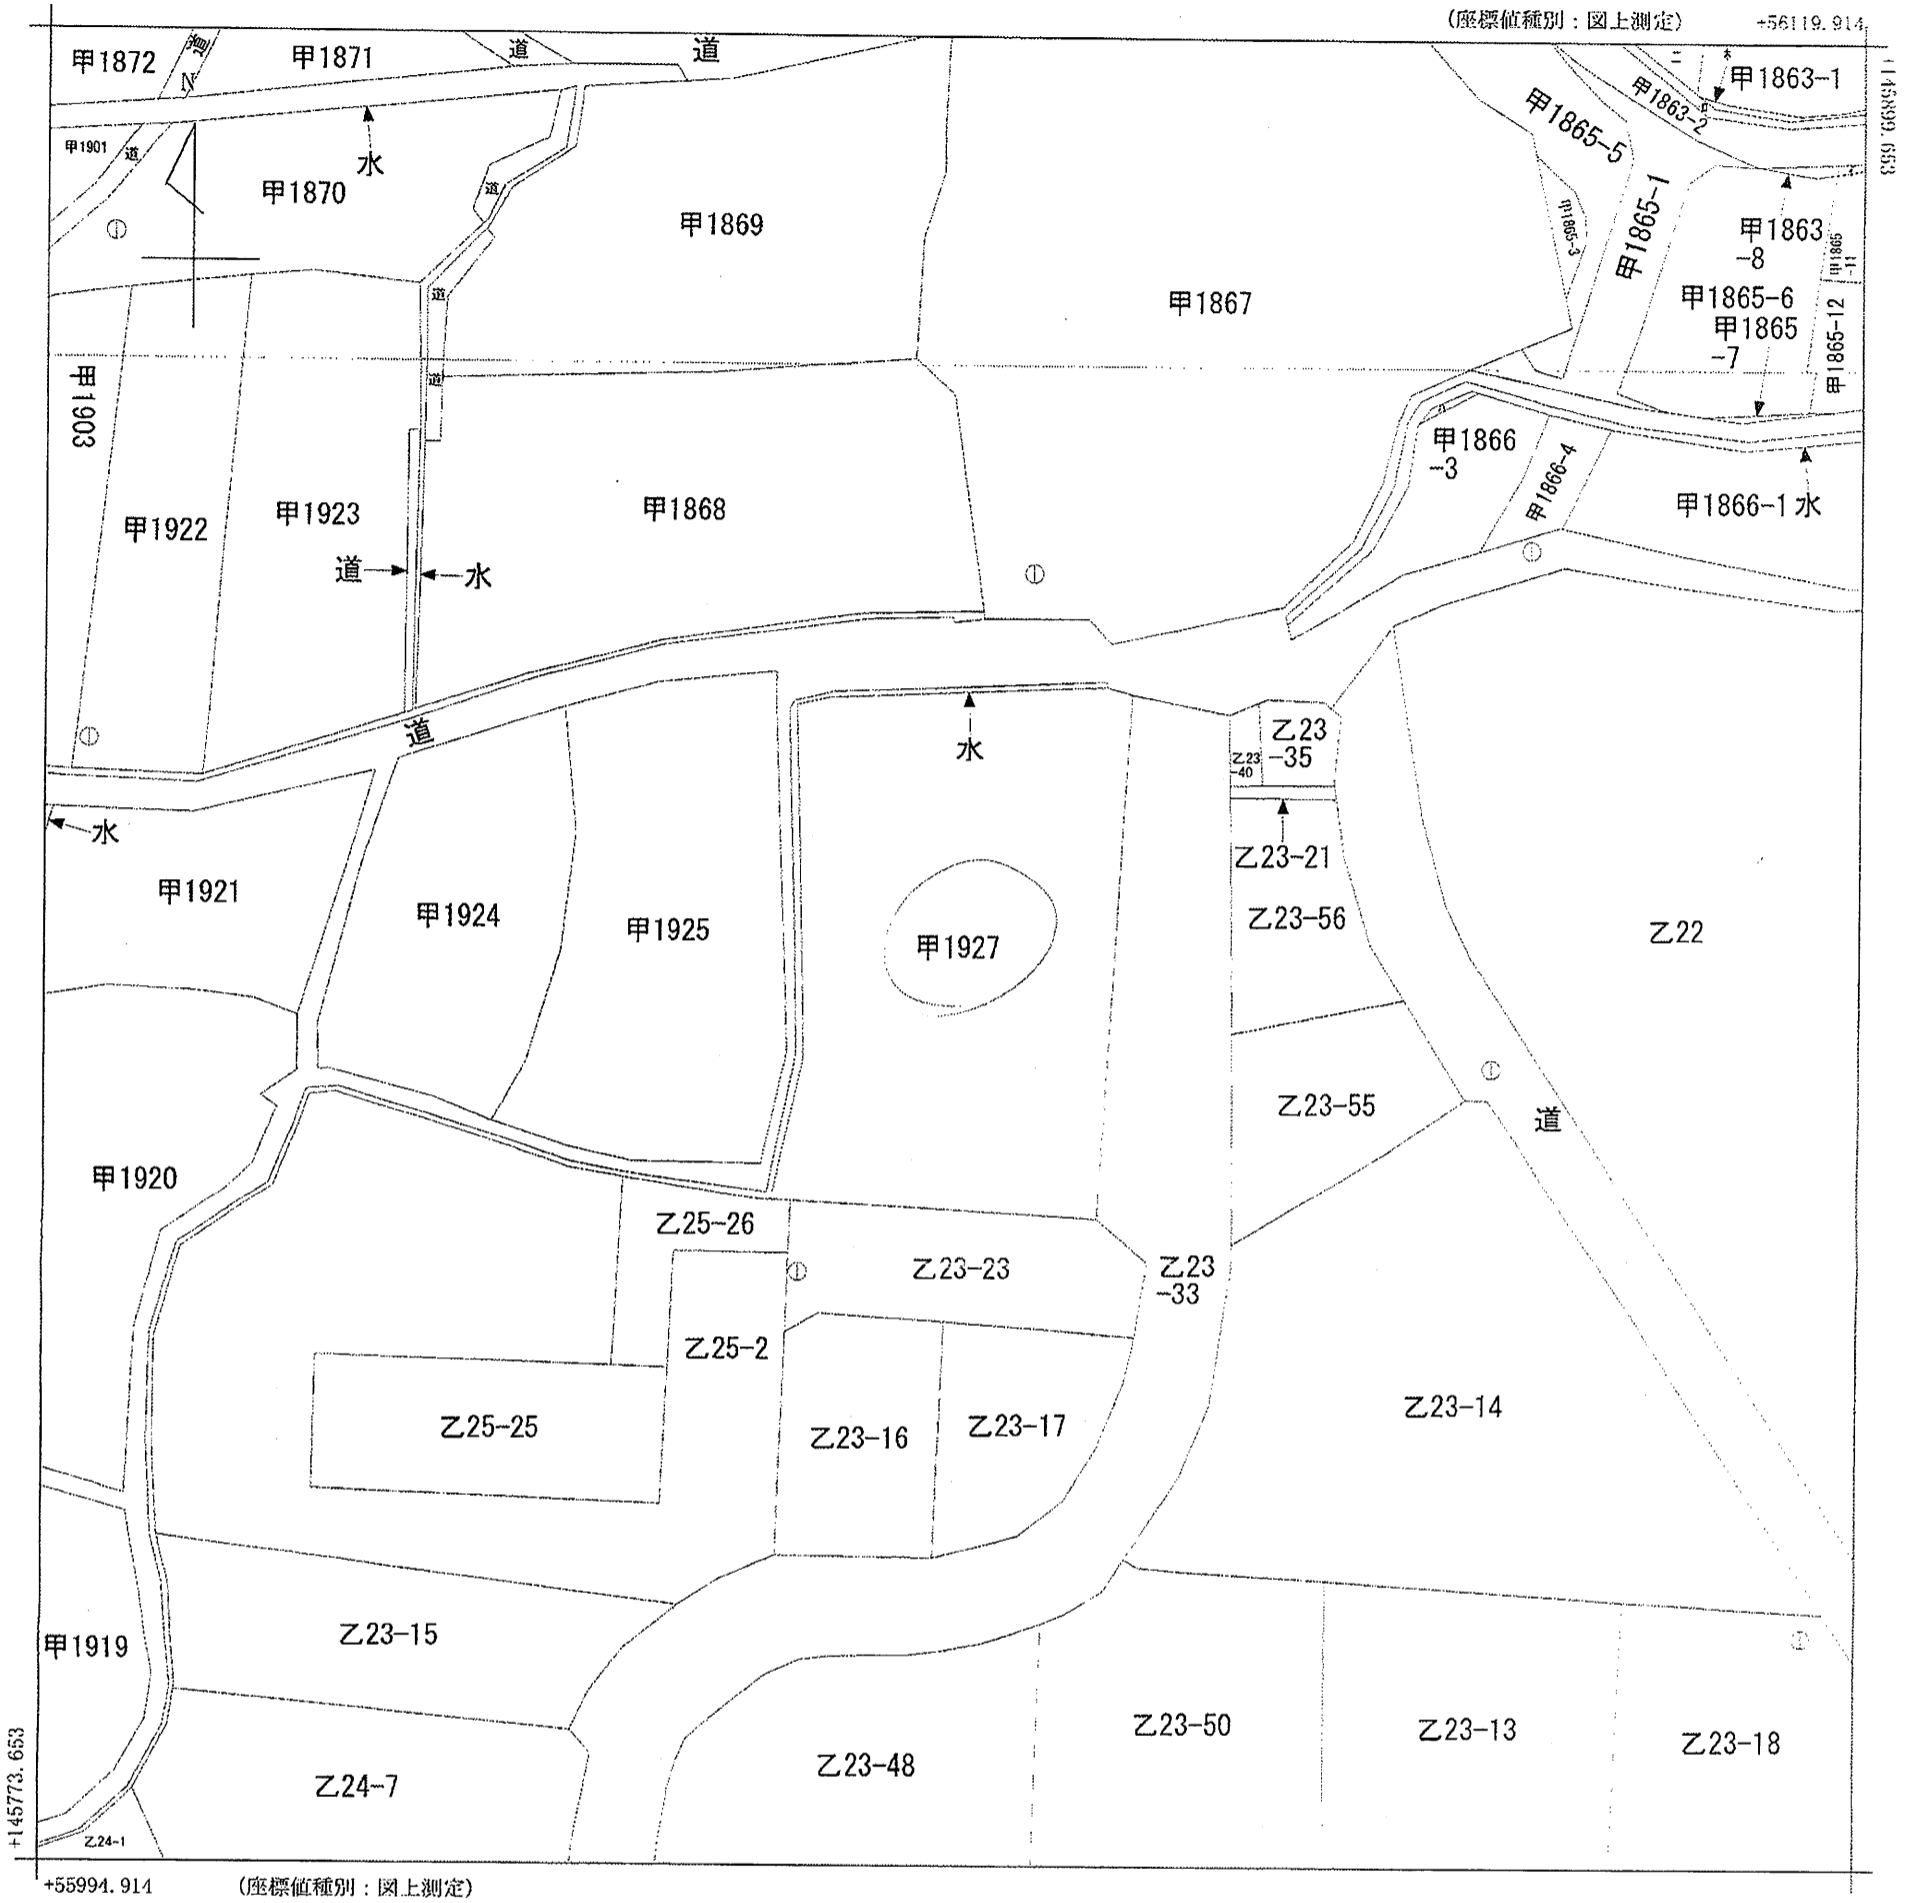 (座標値種別：図上測定)
+56119.914
+145899.653
甲1872
道
甲1871
道
道
N
甲1863-1
甲1863-2
甲1865-5
甲1901
道
水
甲1870
道
甲1869
甲1867
甲1865-3
甲1865-1
甲1863
-8
甲1865
-11
甲1865-6
甲1865
-7
甲1865-12
道
道
甲1903
甲1922
甲1923
甲1868
甲1866
-3
甲1866-4
甲1866-1
水
道
水
道
水
乙23
-35
乙23
-40
水
乙23-21
甲1921
甲1924
甲1925
甲1927
乙23-56
乙22
乙23-55
道
甲1920
乙25-26
乙23-23
乙23
-33
乙25-2
乙25-25
乙23-16
乙23-17
乙23-14
甲1919
乙23-15
乙24-7
乙23-48
乙23-50
乙23-13
乙23-18
乙24-1
+145773.653
+55994.914
(座標値種別：図上測定)